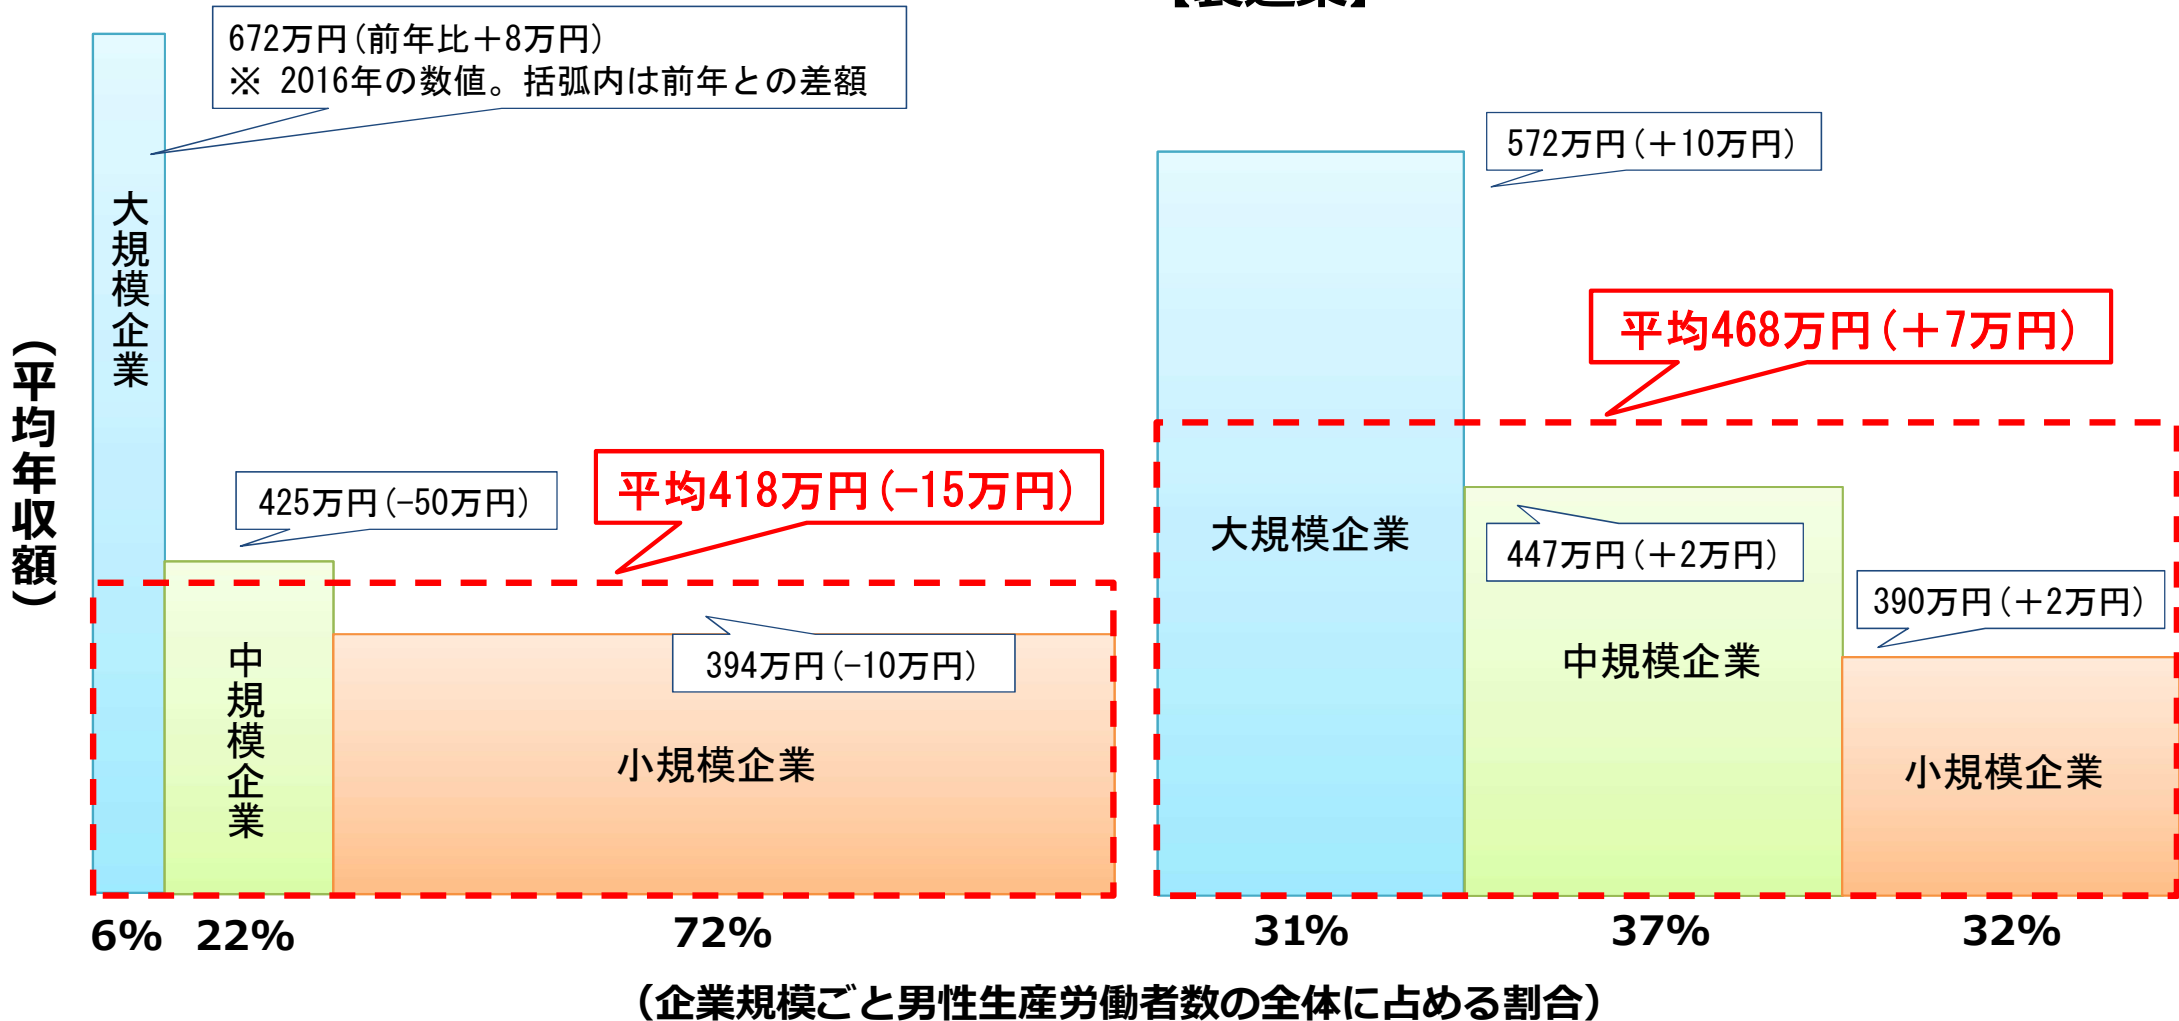 672万円(前年比＋8万円)
※ 2016年の数値。括弧内は前年との差額
大規模企業
425万円(-50万円)
平均418万円(-15万円)
394万円(-10万円)
中規模企業
小規模企業
(平均年収額)
572万円(＋10万円)
平均468万円(＋7万円)
大規模企業
447万円(＋2万円)
390万円(＋2万円)
中規模企業
小規模企業
6% 22% 72% 31% 37% 32%
（企業規模ごと男性生産労働者数の全体に占める割合）